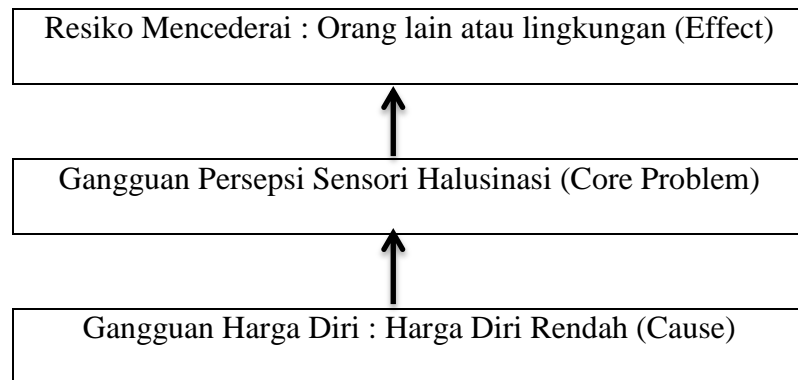 Resiko Mencederai : Orang lain atau lingkungan (Effect)
Gangguan Persepsi Sensori Halusinasi (Core Problem)
Gangguan Harga Diri : Harga Diri Rendah (Cause)